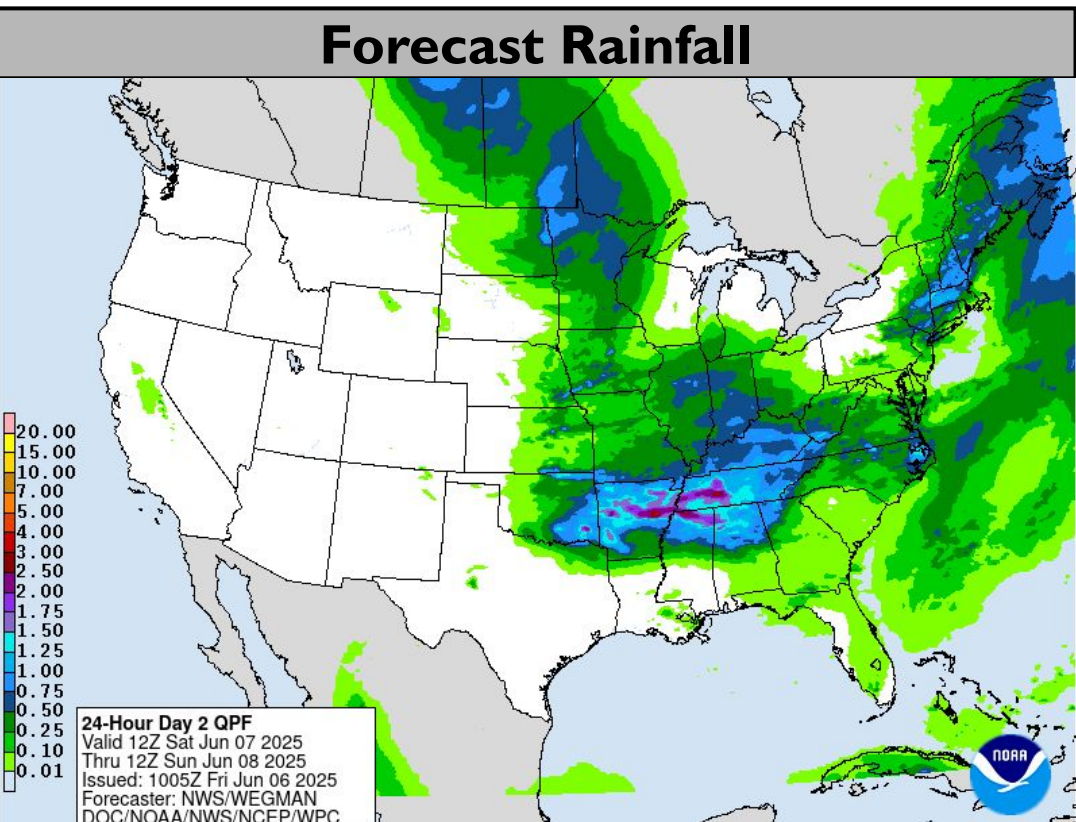 Forecast Rainfall
20.00
15.00
10.00
7.00
5.00
4.00
3.00
2.50
2.00
1.75
1.50
1.25
1.00
0.75
0.50
0.25
0.10
0.01
24-Hour Day 2 QPF
Valid 12Z Sat Jun 07 2025
Thru 12Z Sun Jun 08 2025
Issued: 1005Z Fri Jun 06 2025
Forecaster: NWS/WEGMAN
DOC/NOAA/NWS/NCEP/WPC
NOAA